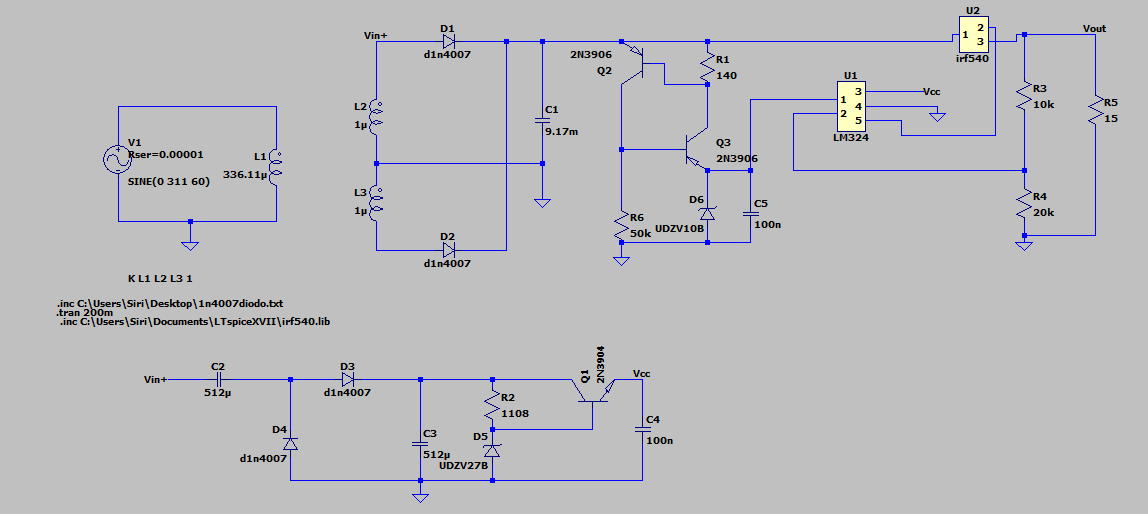 U2
1
2
3
irf540
Vin+
D1
d1n4007
2N3906
Q2
R1
140
Vout
U1
1
2
3
4
5
LM324
Vcc
R3
10k
R5
15
L2
1µ
C1
9.17m
V1
Rser=0.00001
SINE(0 311 60)
L1
336.11µ
Q3
2N3906
L3
1µ
D6
UDZV10B
C5
100n
R4
20k
R6
50k
D2
d1n4007
K L1 L2 L3 1
.inc C:\Users\Siri\Desktop\1n4007diodo.txt
.tran 200m
.inc C:\Users\Siri\Documents\LTspiceXVII\irf540.lib
Vin+
C2
512µ
D3
d1n4007
Q1
2N3904
Vcc
R2
1108
D4
d1n4007
C3
512µ
D5
UDZV27B
C4
100n